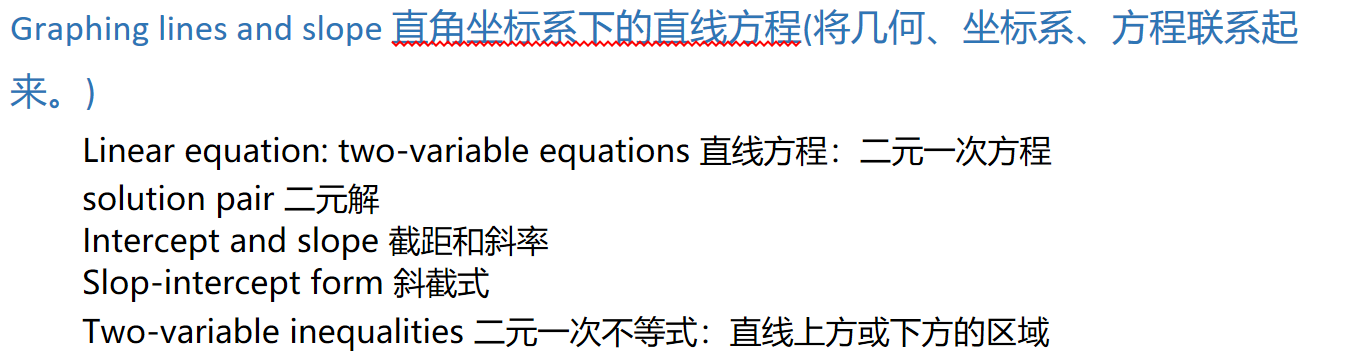 Graphing lines and slope 直角坐标系下的直线方程(将几何、坐标系、方程联系起
来。)
Linear equation: two-variable equations 直线方程：二元一次方程
solution pair 二元解
Intercept and slope 截距和斜率
Slop-intercept form 斜截式
Two-variable inequalities 二元一次不等式：直线上方或下方的区域